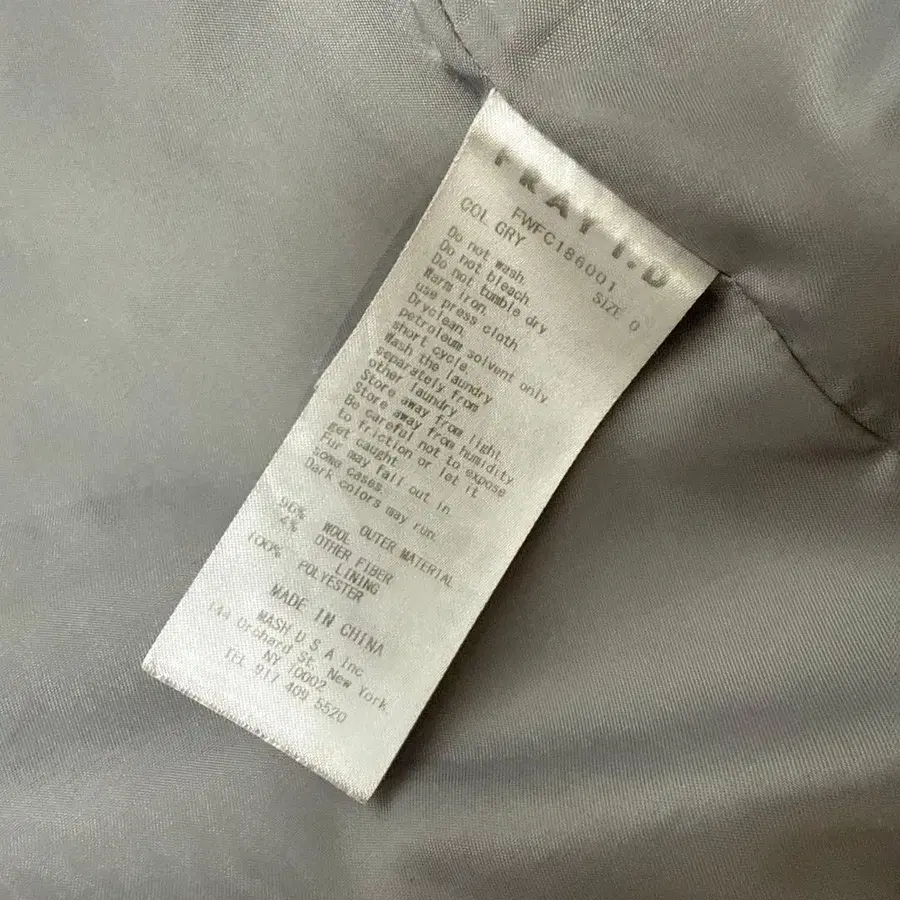 FRAY I.D
FWFC186001
COL GRY SIZE 0
Do not wash.
Do not bleach.
Do not tumble dry
Warm iron,
use press cloth
Dryclean,
petroleum solvent only
short cycle.
Wash the laundry
separately from
other laundry.
Store away from light.
Store away from humidity
Be careful not to expose
to friction or let it
get caught.
Fur may fall out in
some cases.
Dark colors may run.
OUTER MATERIAL
96% WOOL
4% OTHER FIBER
LINING
100% POLYESTER
MADE IN CHINA
MASH U S A Inc
144 Orchard St. New York.
NY 10002
TEL 917 409 5520